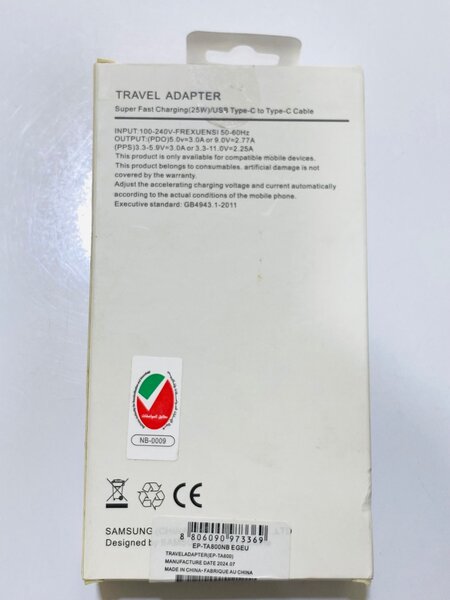 TRAVEL ADAPTER
Super Fast Charging(25W)/USB Type-C to Type-C Cable
INPUT:100-240V-FREXUENSI 50-60Hz
OUTPUT:(PDO)5.0v=3.0A or 9.0V=2.77A
(PPS)3.3-5.9V=3.0A or 3.3-11.0V=2.25A
This product is only available for compatible mobile devices.
This product belongs to consumables. artificial damage is not
covered by the warranty.
Adjust the accelerating charging voltage and current automatically
according to the actual conditions of the mobile phone.
Executive standard: GB4943.1-2011
NB-0009
CE
SAMSUNG
Designed by
8 806090 973369
EP-TA800NB EGEU
TRAVELADAPTER(EP-TA800)
MANUFACTURE DATE 2024.07
MADE IN CHINA·FABRIQUE AU CHINA